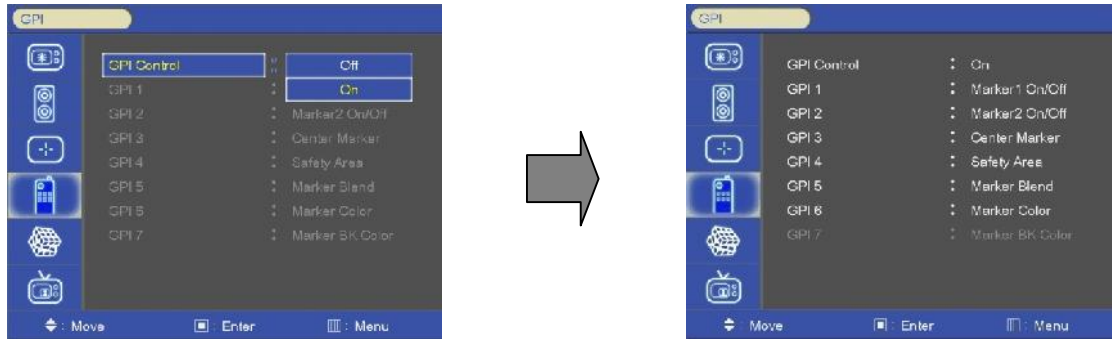 GPI
GPI Control : Off
On
GPI 1 :
GPI 2 : Marker2 On/Off
GPI 3 : Center Marker
GPI 4 : Safety Area
GPI 5 : Marker Blend
GPI 6 : Marker Color
GPI 7 : Marker BK Color
: Move : Enter : Menu
GPI
GPI Control : On
GPI 1 : Marker1 On/Off
GPI 2 : Marker2 On/Off
GPI 3 : Center Marker
GPI 4 : Safety Area
GPI 5 : Marker Blend
GPI 6 : Marker Color
GPI 7 : Marker BK Color
: Move : Enter : Menu